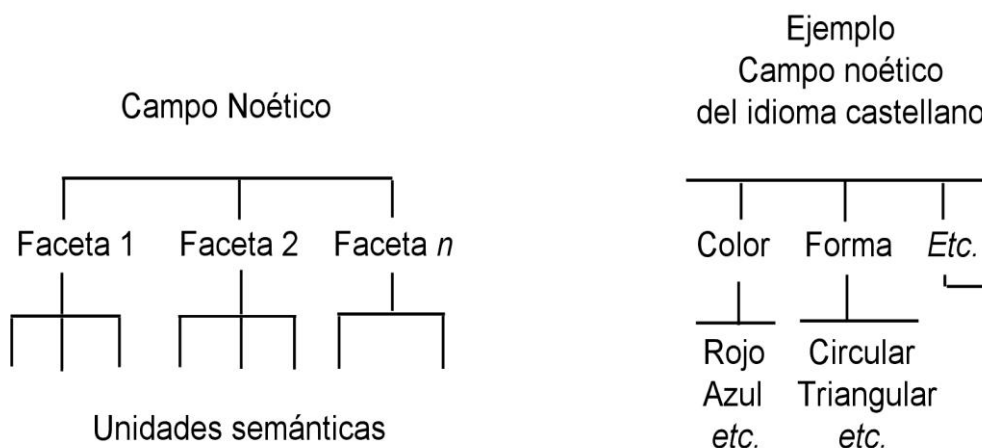 Campo Noético
Faceta 1 Faceta 2 Faceta n
Unidades semánticas
Ejemplo
Campo noético
del idioma castellano
Color Forma Etc.
Rojo Circular
Azul Triangular
etc. etc.